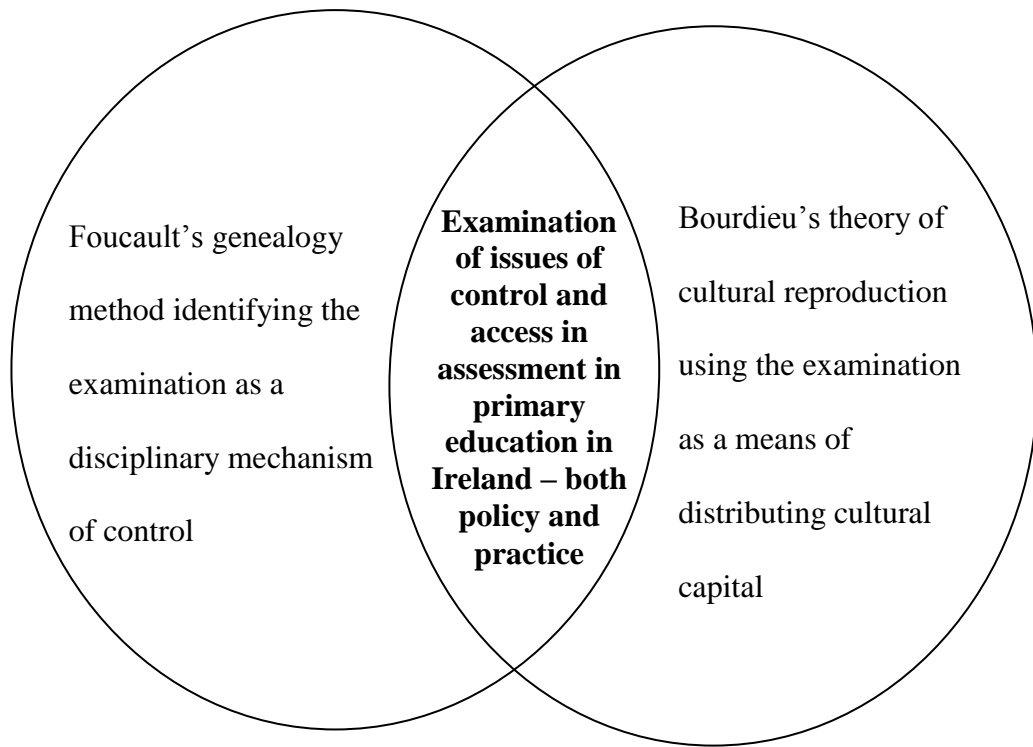 Foucault’s genealogy
method identifying the
examination as a
disciplinary mechanism
of control
Examination
of issues of
control and
access in
assessment in
primary
education in
Ireland – both
policy and
practice
Bourdieu’s theory of
cultural reproduction
using the examination
as a means of
distributing cultural
capital